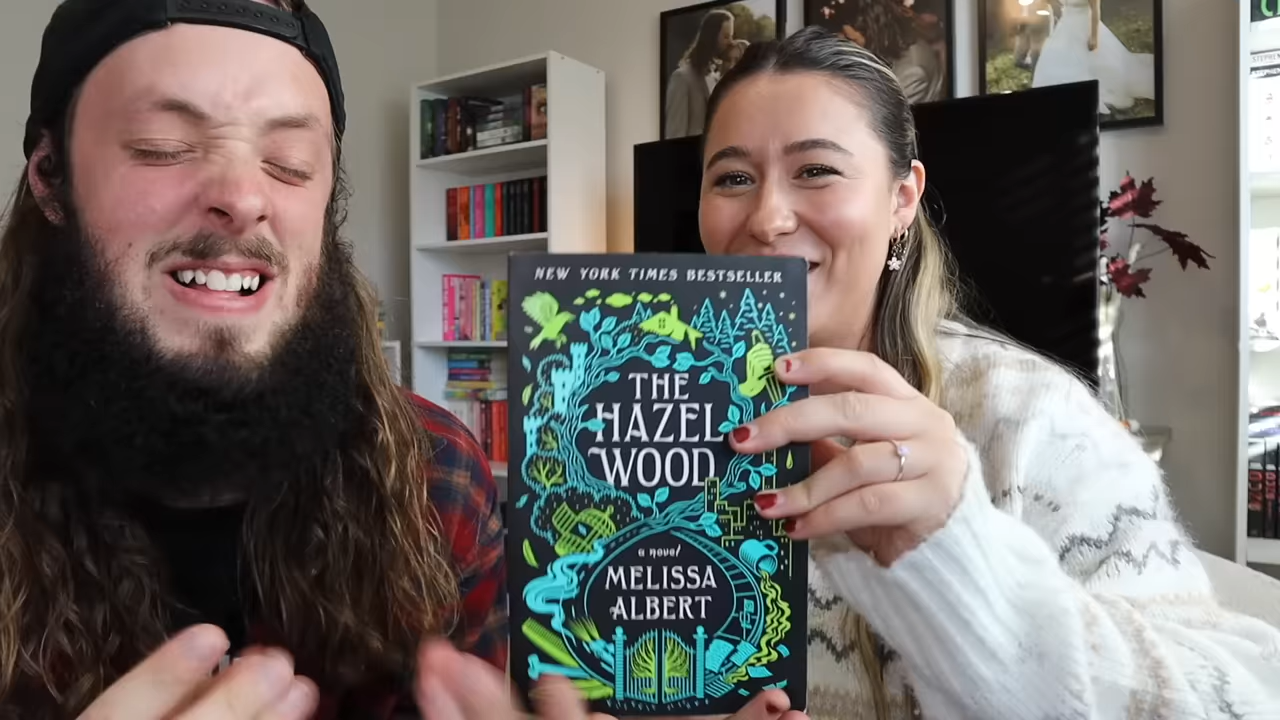 NEW YORK TIMES BESTSELLER
THE
HAZEL
WOOD
a novel
MELISSA
ALBERT